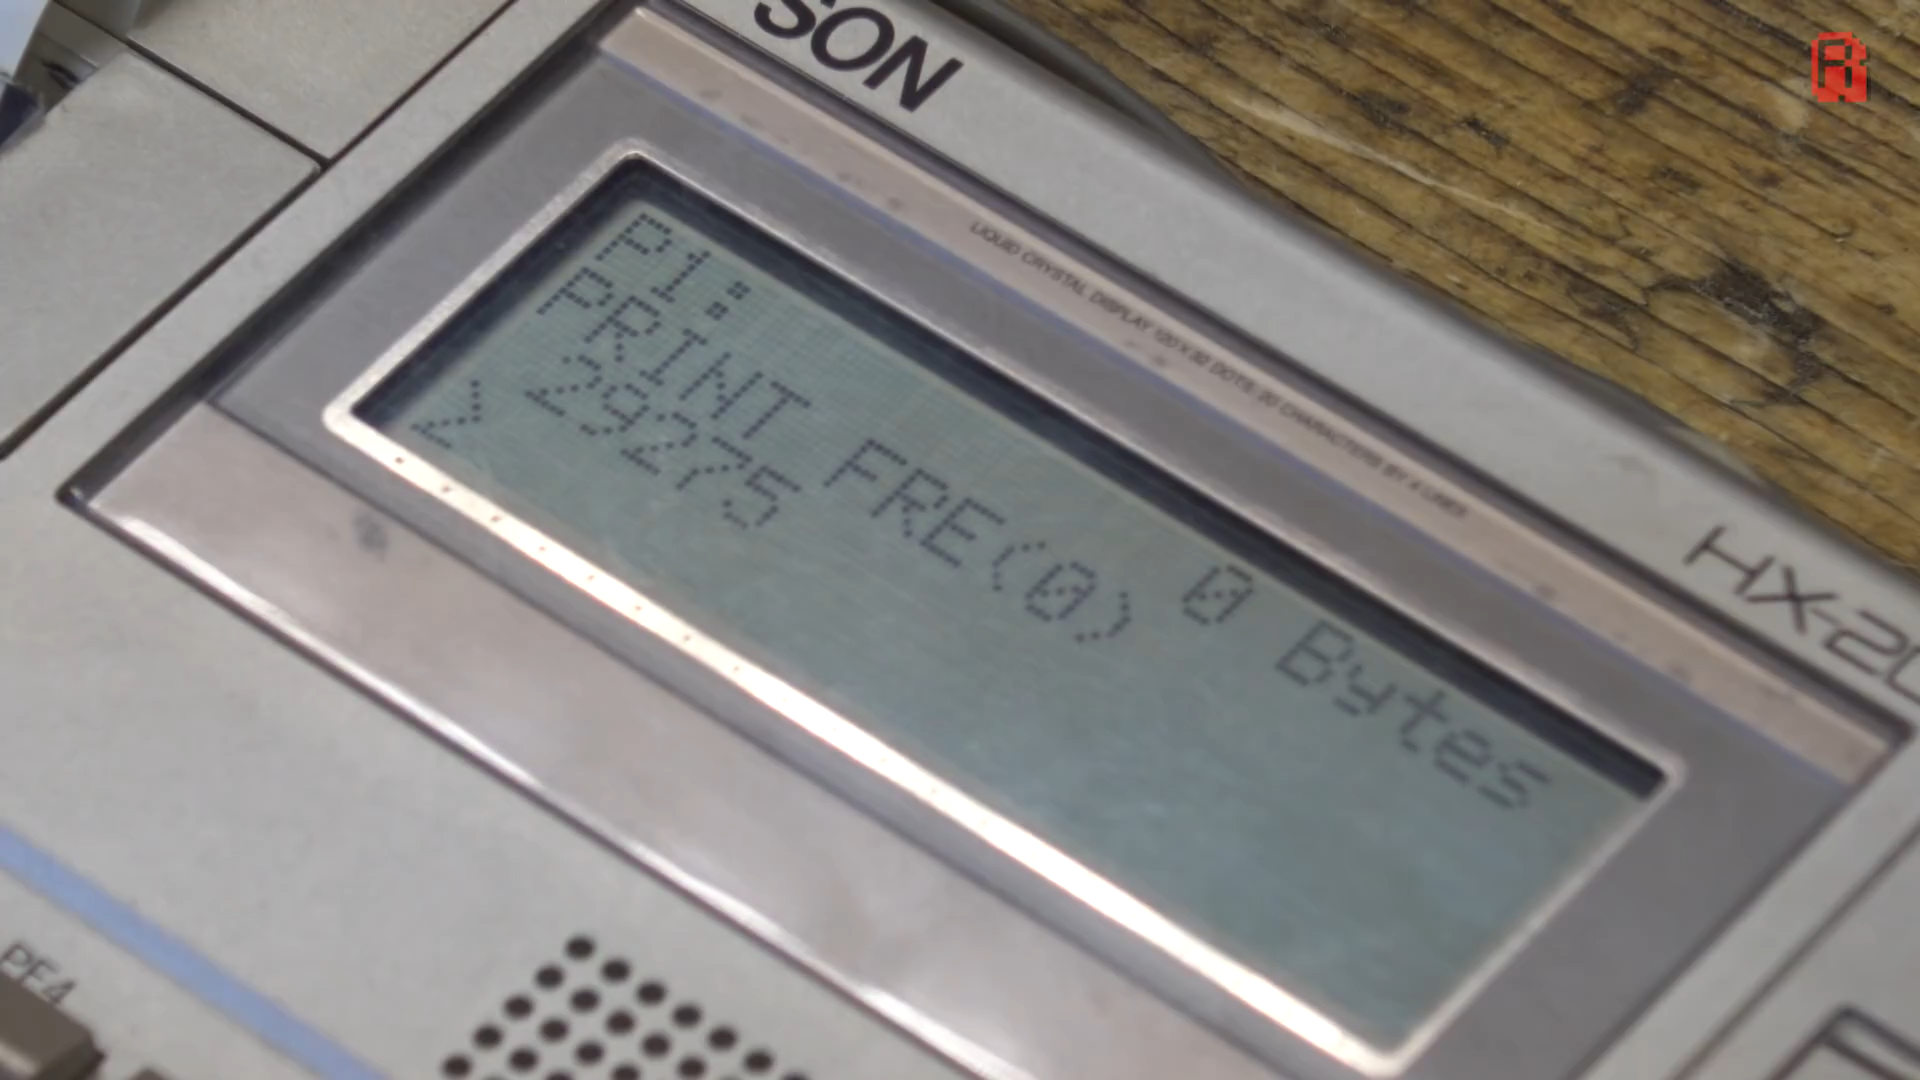 SON
LIQUID CRYSTAL DISPLAY 120 X 32 DOTS: 20 CHARACTERS BY 4 LINES
HX-20
P1: 0 Bytes
PRINT FRE(0)
29275
>
PF4